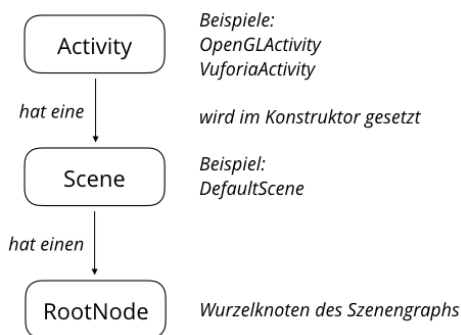 Beispiele:
Activity
OpenGLActivity
VuforiaActivity
hat eine
wird im Konstruktor gesetzt
Beispiel:
Scene
DefaultScene
hat einen
RootNode
Wurzelknoten des Szenengraphs